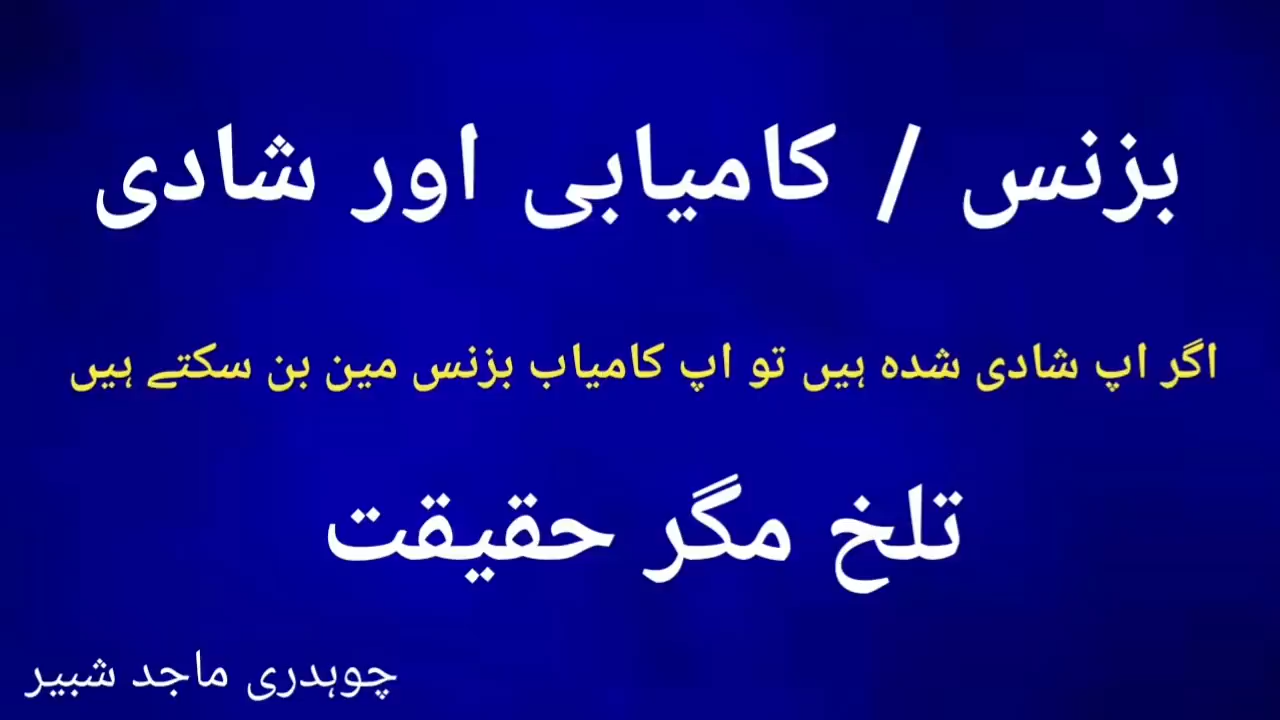 بزنس / کامیابی اور شادی
اگر اپ شادی شدہ ہیں تو اپ کامیاب بزنس مین بن سکتے ہیں
تلخ مگر حقیقت
چوہدری ماجد شبیر